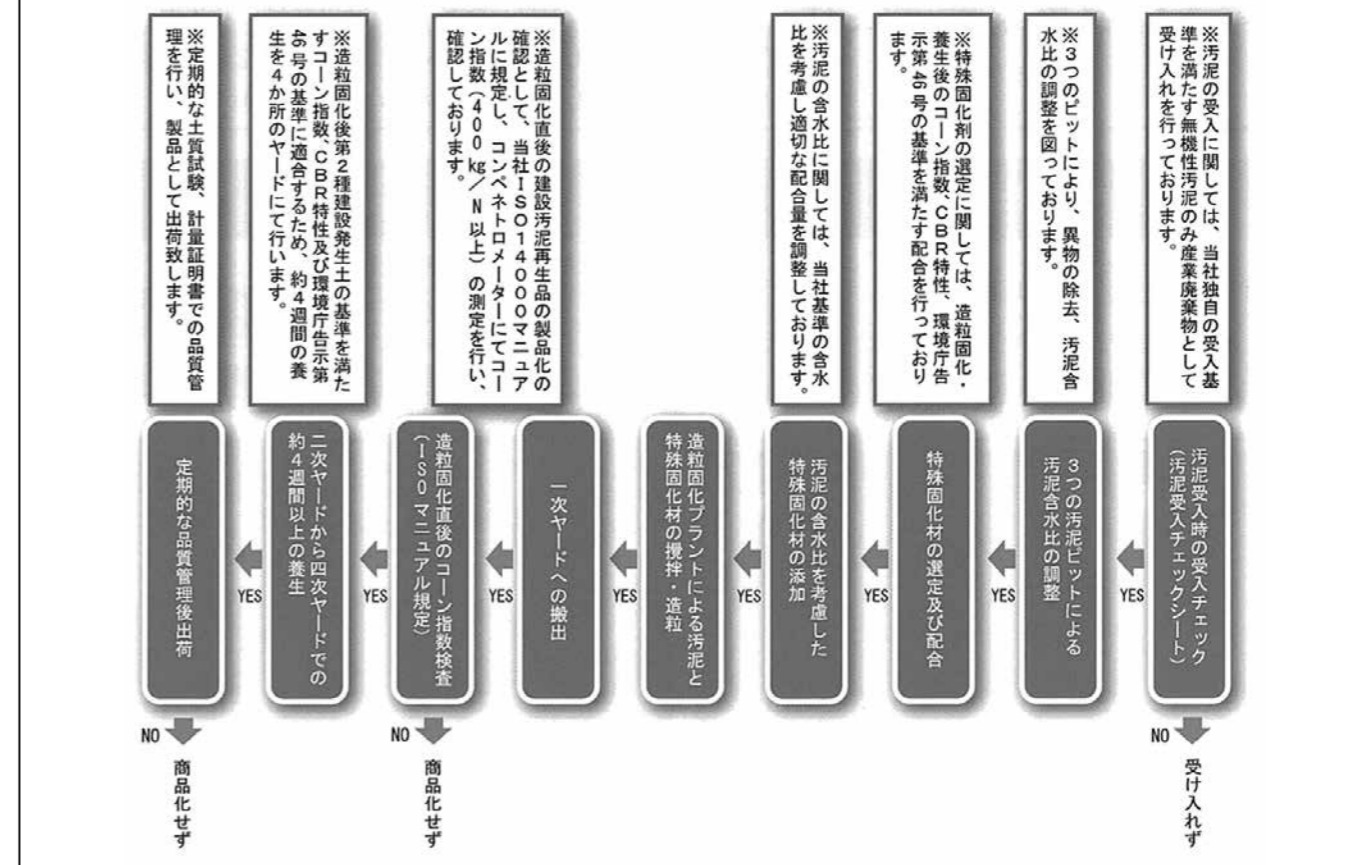 ※汚泥の受入に関しては、当社独自の受入基
準を満たす無機性汚泥のみ産業廃棄物として
受け入れを行っております。
汚泥受入時の受入チェック
(汚泥受入チェックシート)
NO
受け入れず
YES
※3つのピットにより、異物の除去、汚泥含
水比の調整を図っております。
3つの汚泥ピットによる
汚泥含水比の調整
YES
※特殊固化剤の選定に関しては、造粒固化・
養生後のコーン指数、CBR特性、環境庁告
示第46号の基準を満たす配合を行っており
ます。
特殊固化材の選定及び配合
YES
※汚泥の含水比に関しては、当社基準の含水
比を考慮し適切な配合量を調整しております。
汚泥の含水比を考慮した
特殊固化材の添加
YES
造粒固化プラントによる汚泥と
特殊固化材の攪拌・造粒
YES
一次ヤードへの搬出
YES
※造粒固化直後の建設汚泥再生品の製品化の
確認として、当社ISO14000マニュア
ルに規定し、コンペネトロメーターにてコー
ン指数(400kg/N以上)の測定を行い、
確認しております。
造粒固化直後のコーン指数検査
(ISOマニュアル規定)
NO
商品化せず
YES
※造粒固化後第2種建設発生土の基準を満た
すコーン指数、CBR特性及び環境庁告示第
46号の基準に適合するため、約4週間の養
生を4か所のヤードにて行います。
二次ヤードから四次ヤードでの
約4週間以上の養生
YES
※定期的な土質試験、計量証明書での品質管
理を行い、製品として出荷致します。
定期的な品質管理後出荷
NO
商品化せず